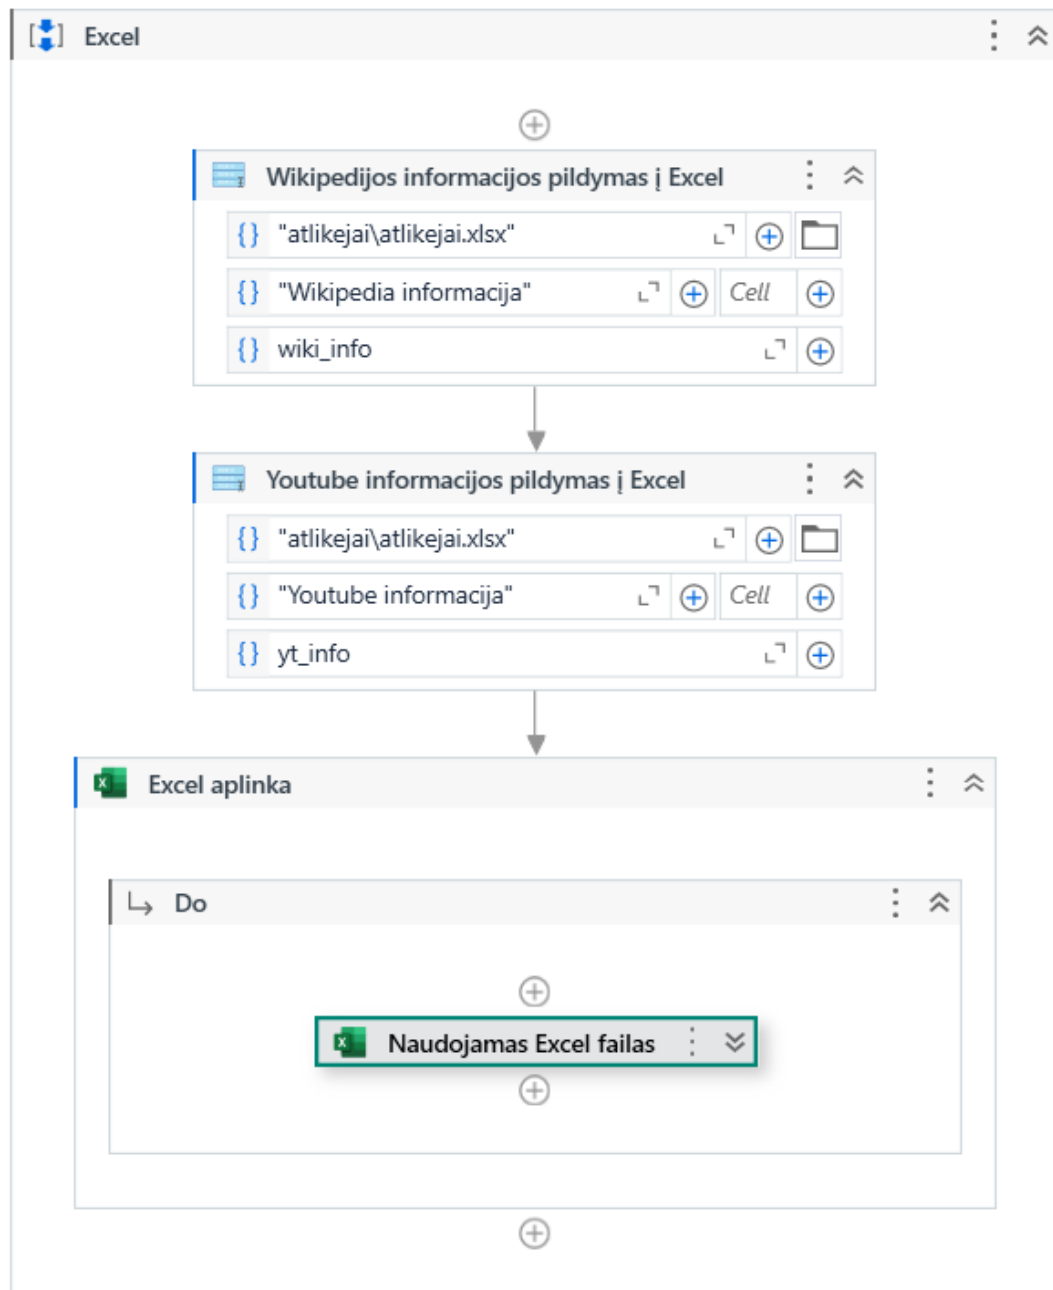 Excel
Wikipedijos informacijos pildymas į Excel
{} "atlikejai\atlikejai.xlsx"
{} "Wikipedia informacija" Cell
{} wiki_info
Youtube informacijos pildymas į Excel
{} "atlikejai\atlikejai.xlsx"
{} "Youtube informacija" Cell
{} yt_info
Excel aplinka
Do
Naudojamas Excel failas